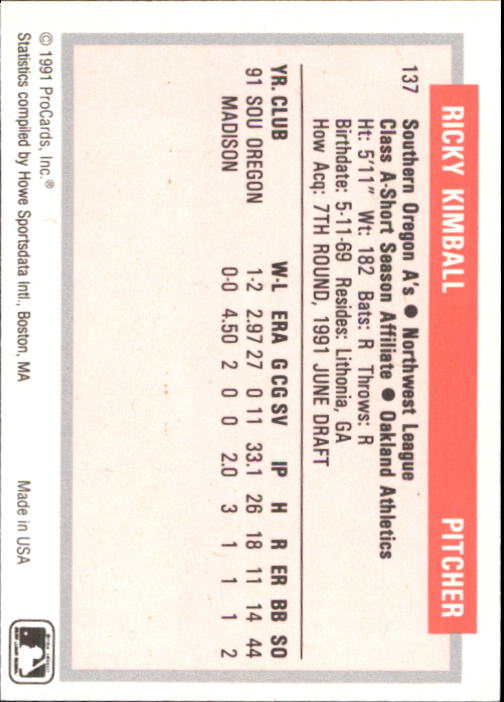 RICKY KIMBALL PITCHER
137 Southern Oregon A's ● Northwest League
Class A-Short Season Affiliate ● Oakland Athletics
Ht: 5'11" Wt: 182 Bats: R Throws: R
Birthdate: 5-11-69 Resides: Lithonia, GA
How Acq: 7TH ROUND, 1991 JUNE DRAFT
YR. CLUB W-L ERA G CG SV IP H R ER BB SO
91 SOU OREGON 1-2 2.97 27 0 11 33.1 26 18 11 14 44
MADISON 0-0 4.50 2 0 0 2.0 3 1 1 1 2
© 1991 ProCards, Inc.® Made in USA
Statistics compiled by Howe Sportsdata Intl., Boston, MA